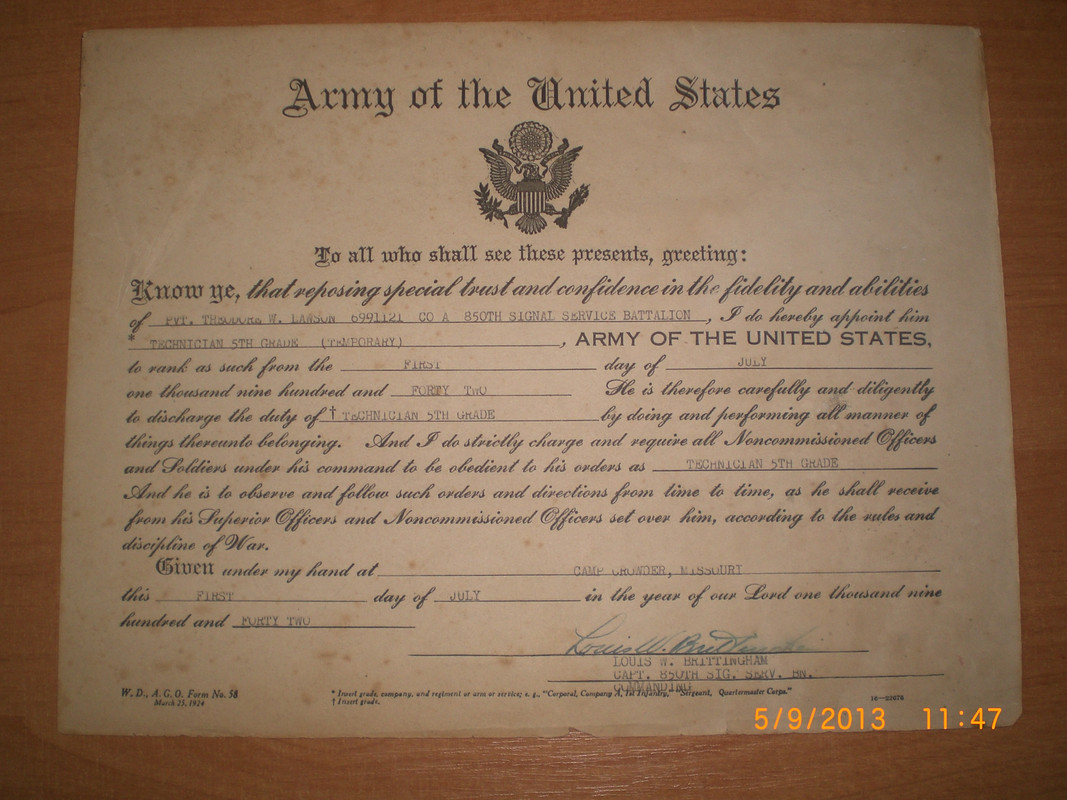 Army of the United States
To all who shall see these presents, greeting:
Know ye, that reposing special trust and confidence in the fidelity and abilities
of PVT. THEODORE W. LAWSON 6991121 CO A 850TH SIGNAL SERVICE BATTALION, I do hereby appoint him
* TECHNICIAN 5TH GRADE (TEMPORARY), ARMY OF THE UNITED STATES,
to rank as such from the FIRST day of JULY
one thousand nine hundred and FORTY TWO He is therefore carefully and diligently
to discharge the duty of † TECHNICIAN 5TH GRADE by doing and performing all manner of
things thereunto belonging. And I do strictly charge and require all Noncommissioned Officers
and Soldiers under his command to be obedient to his orders as TECHNICIAN 5TH GRADE
And he is to observe and follow such orders and directions from time to time, as he shall receive
from his Superior Officers and Noncommissioned Officers set over him, according to the rules and
discipline of War.
Given under my hand at CAMP CROWDER, MISSOURI
this FIRST day of JULY in the year of our Lord one thousand nine
hundred and FORTY TWO
Louis W. Brittingham
LOUIS W. BRITTINGHAM
CAPT. 850TH SIG. SERV. BN.
COMMANDING
W. D., A. G. O. Form No. 58
March 25, 1924
* Insert grade, company, and regiment or arm or service; e. g., "Corporal, Company A, 1st Infantry," "Sergeant, Quartermaster Corps."
† Insert grade.
5/9/2013 11:47